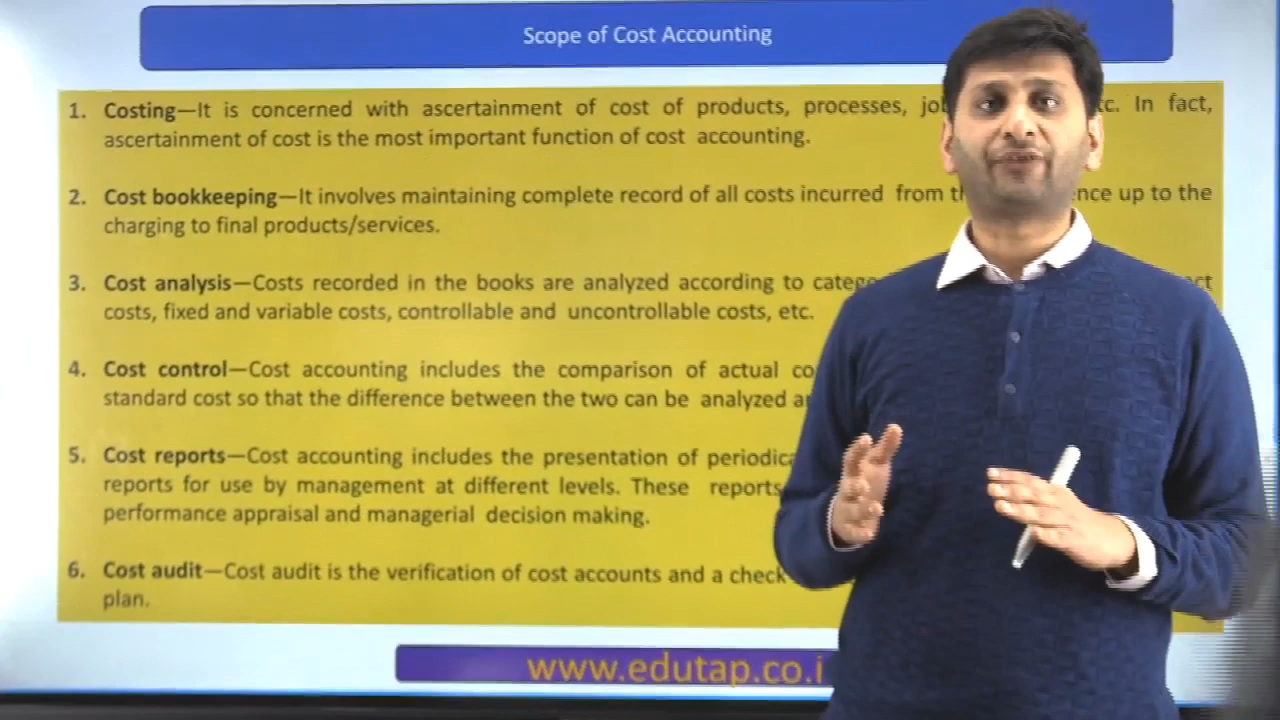 Scope of Cost Accounting
1. Costing—It is concerned with ascertainment of cost of products, processes, etc. In fact,
ascertainment of cost is the most important function of cost accounting.
2. Cost bookkeeping—It involves maintaining complete record of all costs incurred from up to the
charging to final products/services.
3. Cost analysis—Costs recorded in the books are analyzed according to
costs, fixed and variable costs, controllable and uncontrollable costs, etc.
4. Cost control—Cost accounting includes the comparison of actual
standard cost so that the difference between the two can be analyzed
5. Cost reports—Cost accounting includes the presentation of
reports for use by management at different levels. These reports
performance appraisal and managerial decision making.
6. Cost audit—Cost audit is the verification of cost accounts and a check
plan.
www.edutap.co.i